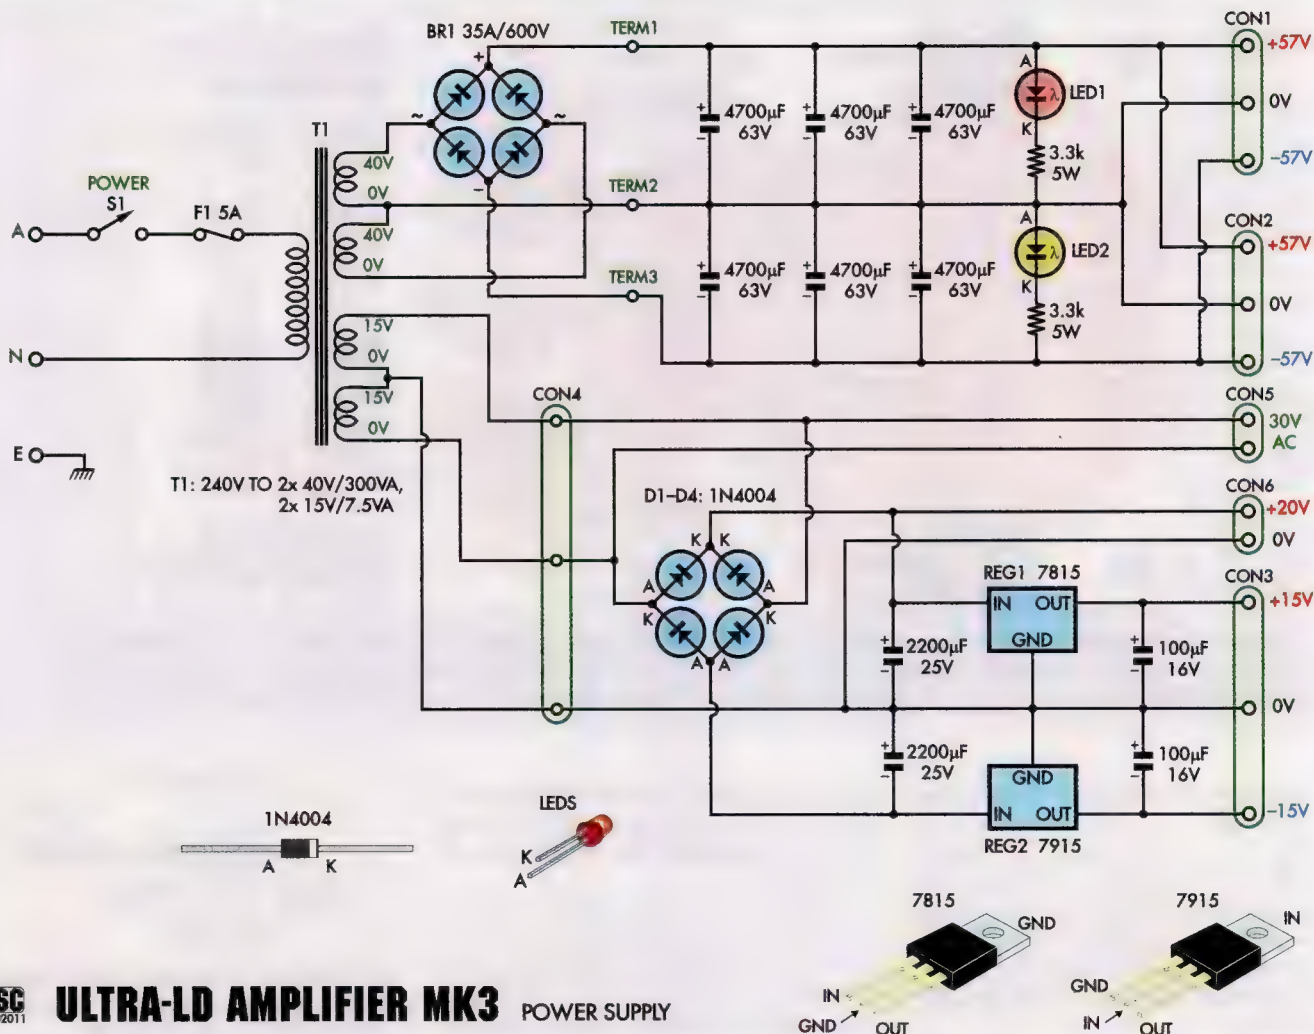 BR1 35A/600V
TERM1
CON1
+57V
+
A
LED1
λ
0V
T1
~
~
+
4700µF
63V
–
+
4700µF
63V
–
+
4700µF
63V
–
K
3.3k
5W
40V
–57V
POWER
S1
F1 5A
0V
–
TERM2
A
CON2
A
40V
LED2
λ
+57V
0V
TERM3
+
4700µF
63V
–
+
4700µF
63V
–
+
4700µF
63V
–
K
0V
3.3k
5W
15V
N
0V
–57V
15V
CON4
CON5
30V
0V
AC
E
T1: 240V TO 2x 40V/300VA,
2x 15V/7.5VA
D1–D4: 1N4004
CON6
+20V
K K
0V
REG1 7815
CON3
A A
IN OUT
+15V
K K
GND
+
2200µF
25V
–
+
100µF
16V
–
A A
0V
+
2200µF
25V
–
+
100µF
16V
–
GND
IN OUT
–15V
REG2 7915
1N4004
A K
LEDS
K
A
7815
GND
IN
GND
OUT
7915
IN
GND
IN
OUT
SC
2011
ULTRA-LD AMPLIFIER MK3 POWER SUPPLY